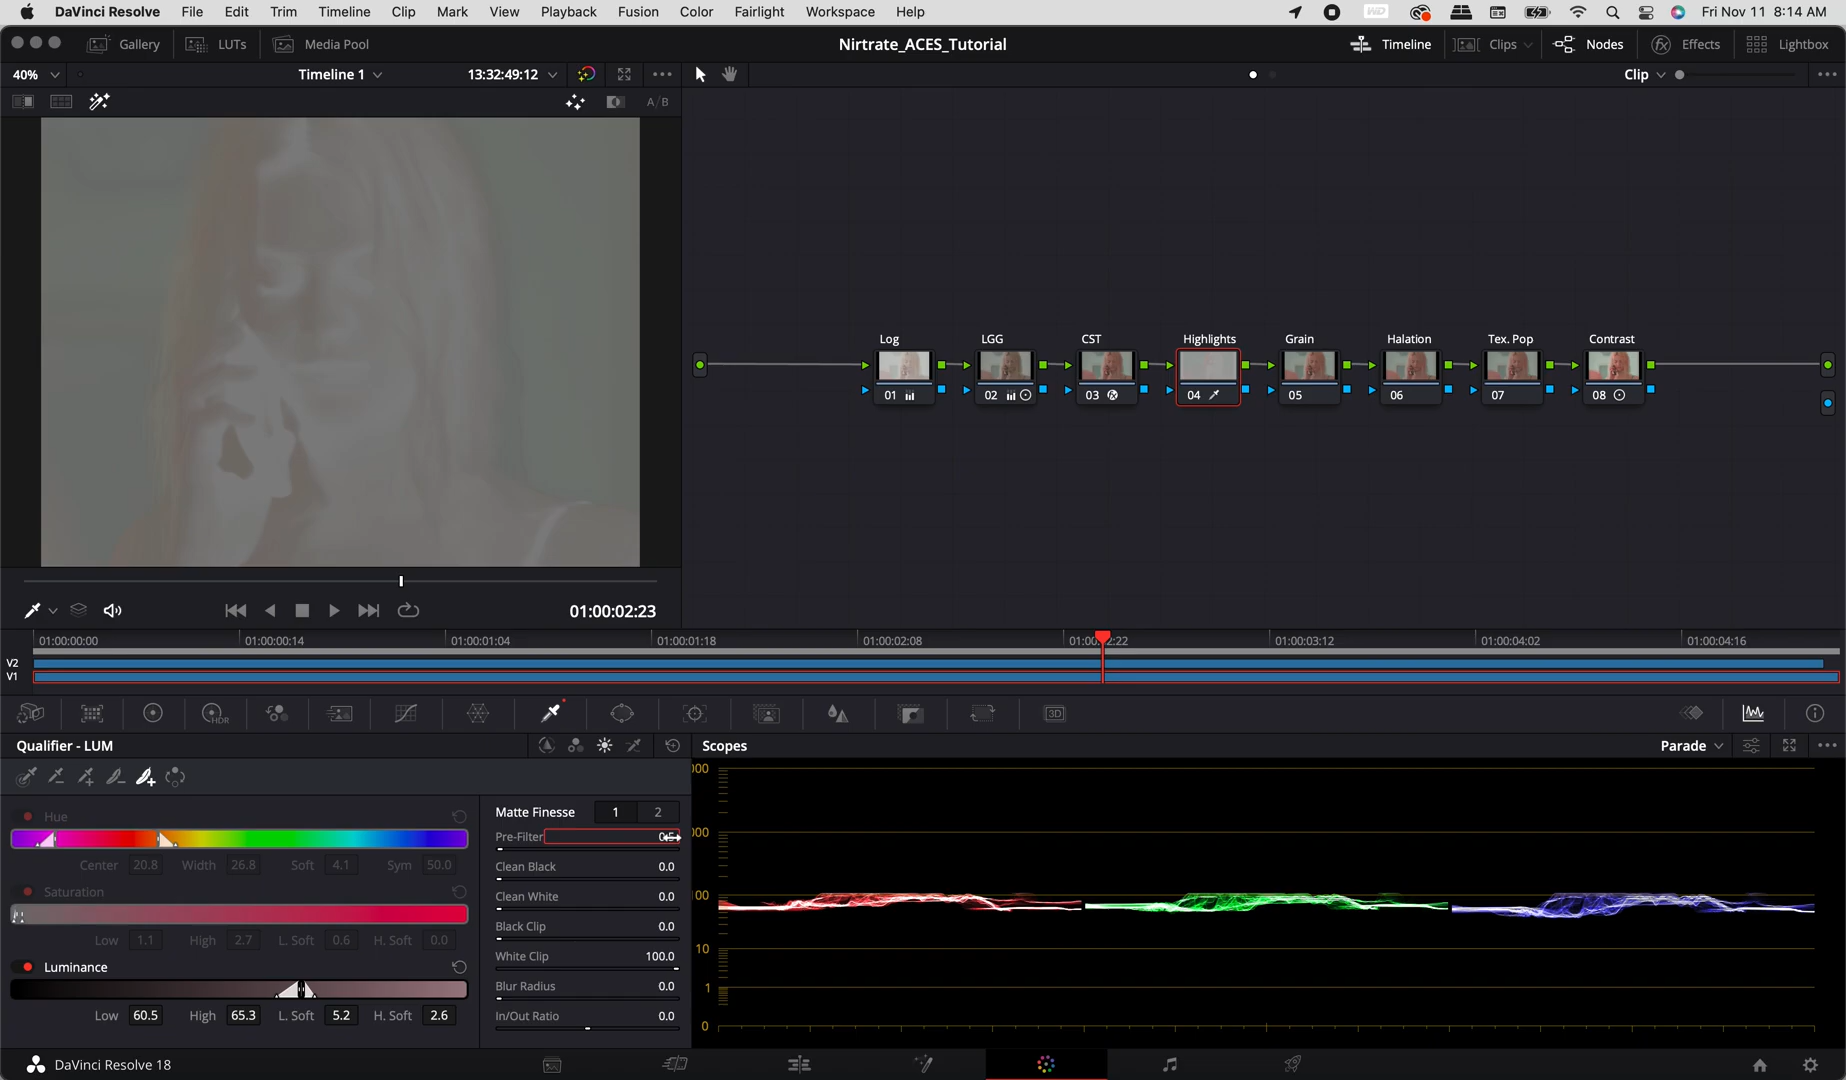 DaVinci Resolve File Edit Trim Timeline Clip Mark View Playback Fusion Color Fairlight Workspace Help Fri Nov 11 8:14 AM
Gallery LUTs Media Pool Nirtrate_ACES_Tutorial Timeline Clips Nodes Effects Lightbox
40% Timeline 1 13:32:49:12 Clip
A/B
Log LGG CST Highlights Grain Halation Tex. Pop Contrast
01 02 03 04 05 06 07 08
01:00:02:23
01:00:00:00 01:00:00:14 01:00:01:04 01:00:01:18 01:00:02:08 01:00:02:22 01:00:03:12 01:00:04:02 01:00:04:16
V2
V1
HDR 3D
Qualifier - LUM Scopes Parade
Matte Finesse 1 2
Hue
Pre-Filter
Center 20.8 Width 26.8 Soft 4.1 Sym 50.0
Clean Black 0.0
Saturation
Clean White 0.0
Black Clip 0.0
Low 1.1 High 2.7 L. Soft 0.6 H. Soft 0.0
White Clip 100.0
Luminance
Blur Radius 0.0
Low 60.5 High 65.3 L. Soft 5.2 H. Soft 2.6
In/Out Ratio 0.0
000
000
100
10
1
0
DaVinci Resolve 18